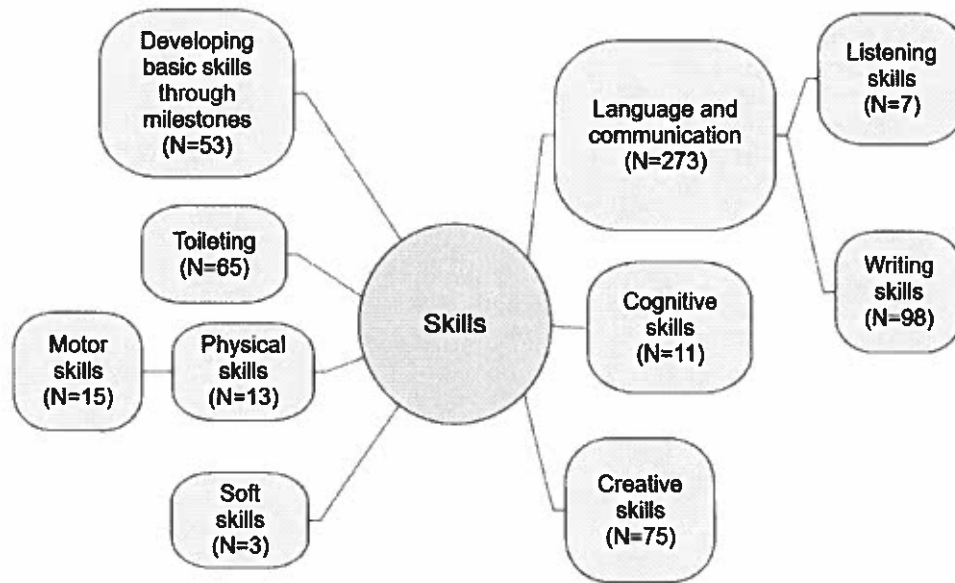 Developing
basic skills
through
milestones
(N=53)
Toileting
(N=65)
Motor
skills
(N=15)
Physical
skills
(N=13)
Soft
skills
(N=3)
Skills
Language and
communication
(N=273)
Listening
skills
(N=7)
Writing
skills
(N=98)
Cognitive
skills
(N=11)
Creative
skills
(N=75)